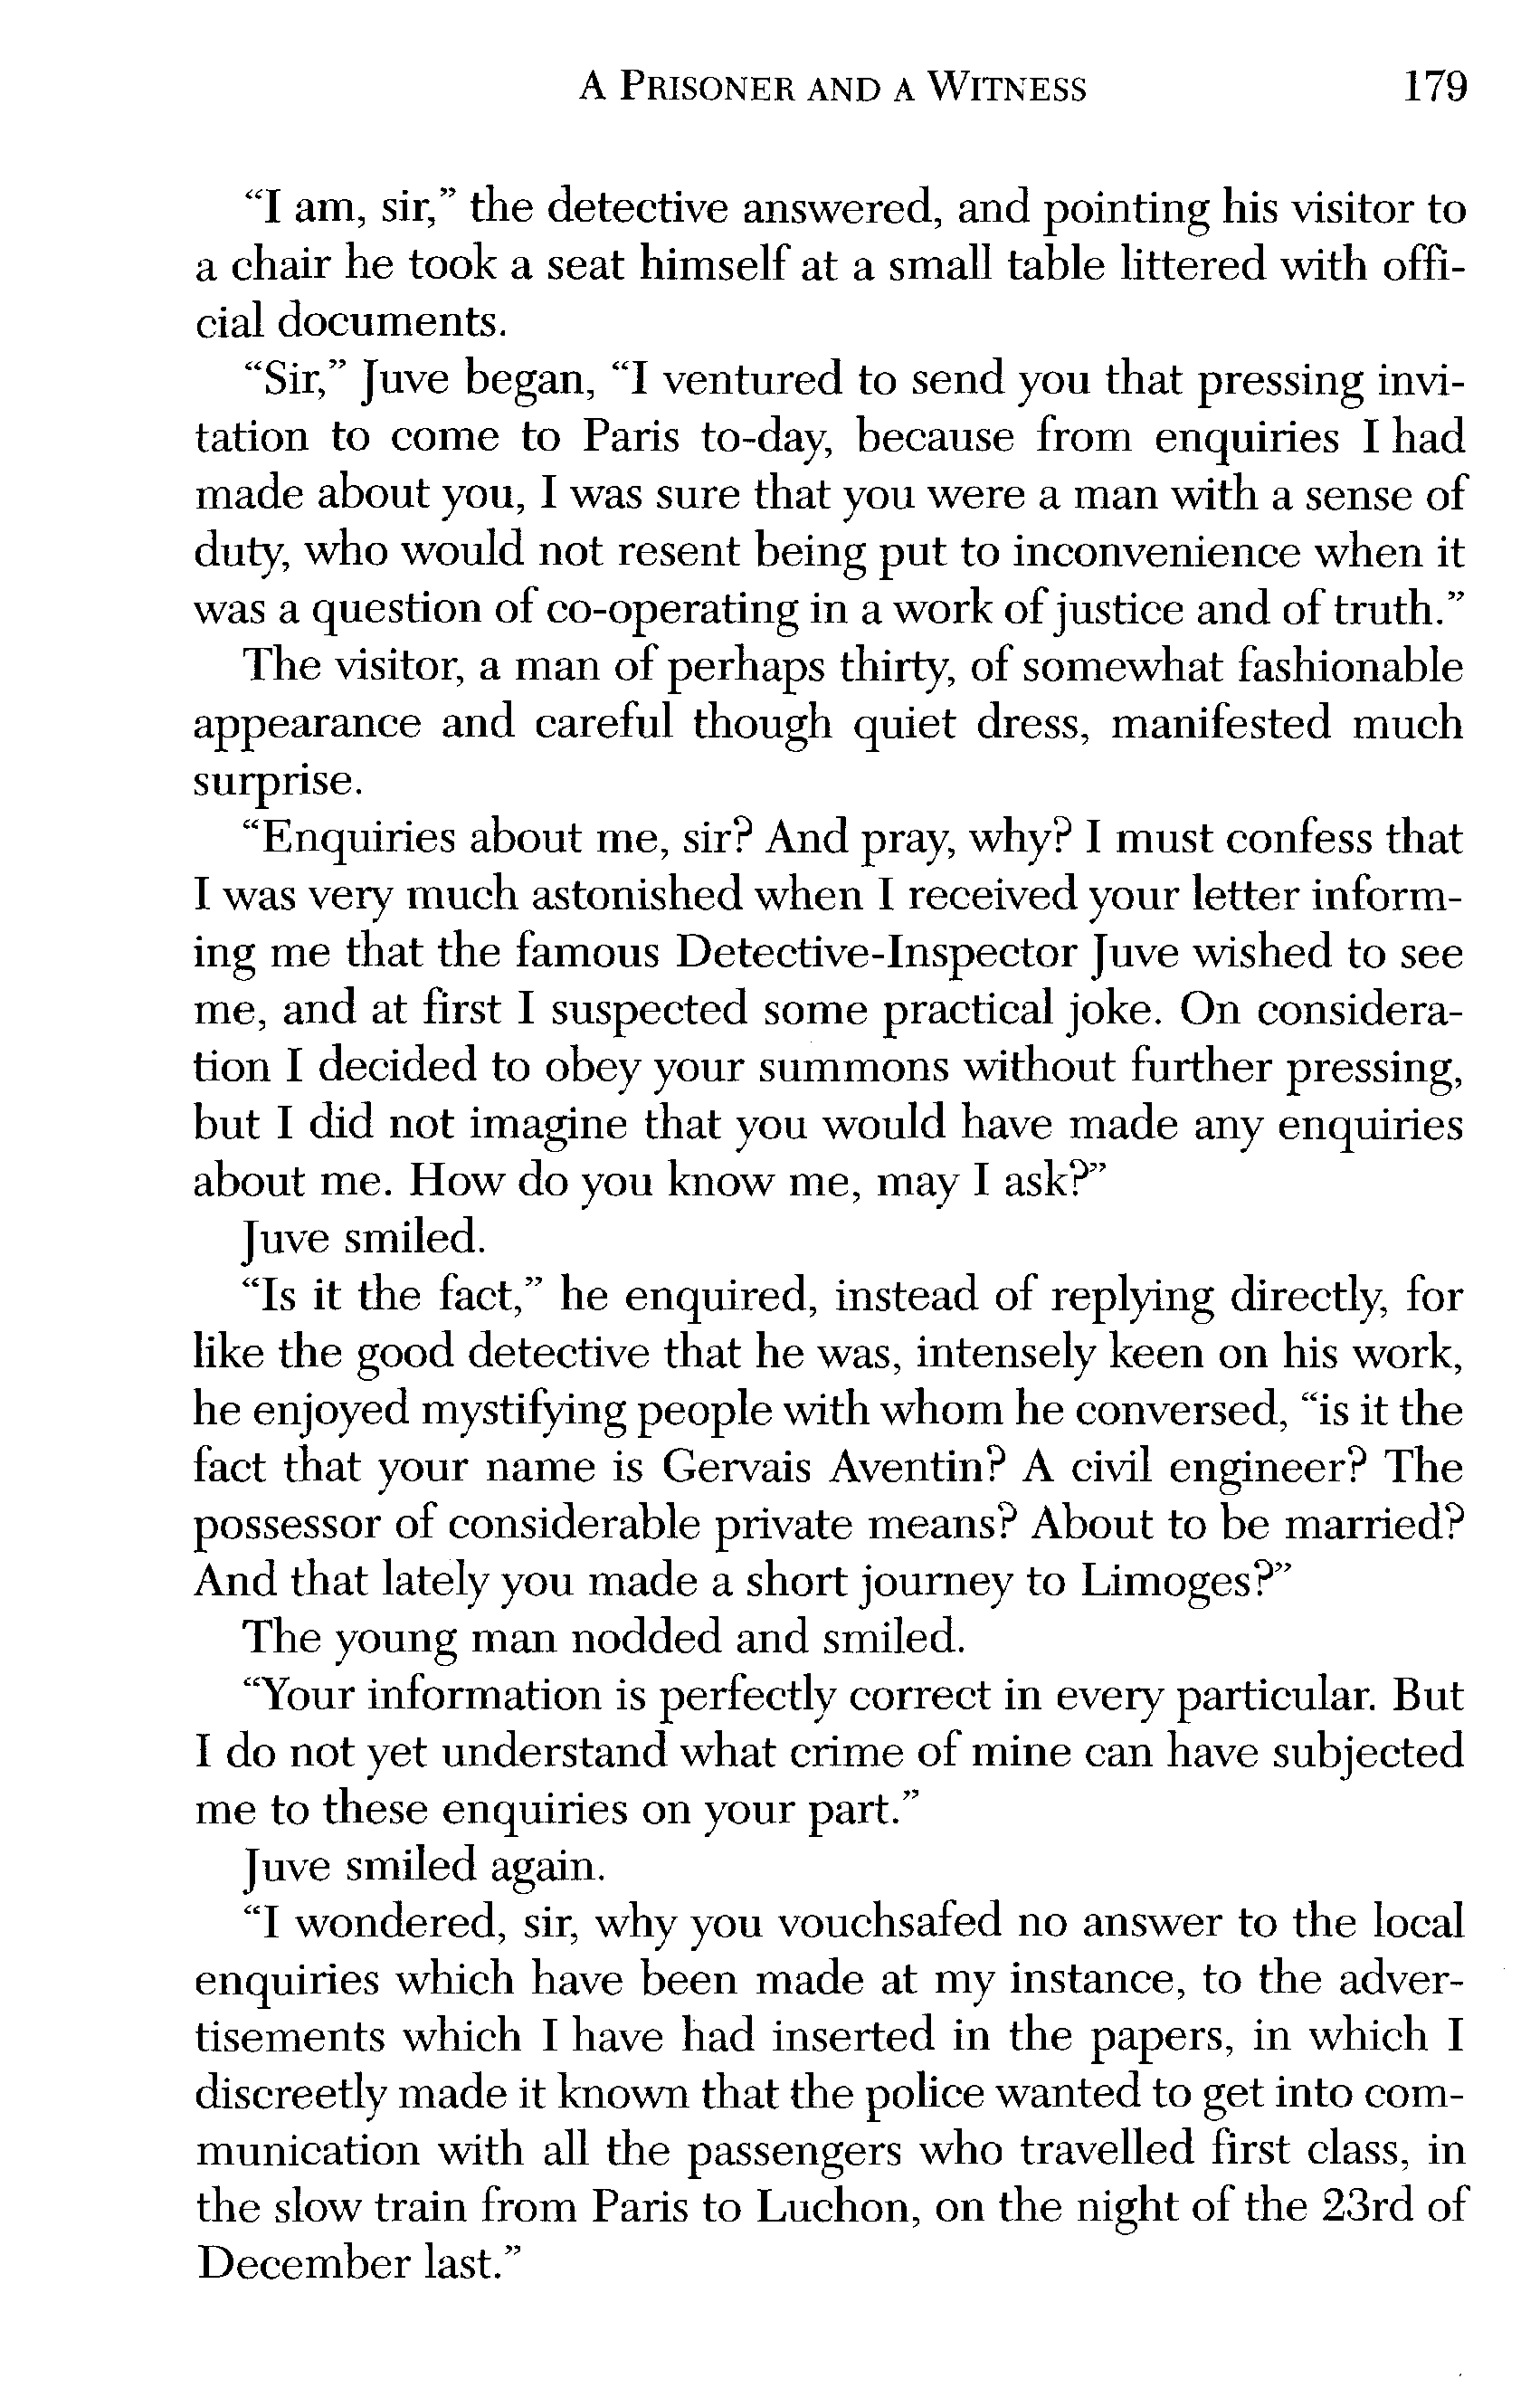 A PRISONER AND A WITNESS 179
“I am, sir,” the detective answered, and pointing his visitor to
a chair he took a seat himself at a small table littered with offi-
cial documents.
“Sir,” Juve began, “I ventured to send you that pressing invi-
tation to come to Paris to-day, because from enquiries I had
made about you, I was sure that you were a man with a sense of
duty, who would not resent being put to inconvenience when it
was a question of co-operating in a work of justice and of truth.”
The visitor, a man of perhaps thirty, of somewhat fashionable
appearance and careful though quiet dress, manifested much
surprise.
“Enquiries about me, sir? And pray, why? I must confess that
I was very much astonished when I received your letter inform-
ing me that the famous Detective-Inspector Juve wished to see
me, and at first I suspected some practical joke. On considera-
tion I decided to obey your summons without further pressing,
but I did not imagine that you would have made any enquiries
about me. How do you know me, may I ask?”
Juve smiled.
“Is it the fact,” he enquired, instead of replying directly, for
like the good detective that he was, intensely keen on his work,
he enjoyed mystifying people with whom he conversed, “is it the
fact that your name is Gervais Aventin? A civil engineer? The
possessor of considerable private means? About to be married?
And that lately you made a short journey to Limoges?”
The young man nodded and smiled.
“Your information is perfectly correct in every particular. But
I do not yet understand what crime of mine can have subjected
me to these enquiries on your part.”
Juve smiled again.
“I wondered, sir, why you vouchsafed no answer to the local
enquiries which have been made at my instance, to the adver-
tisements which I have had inserted in the papers, in which I
discreetly made it known that the police wanted to get into com-
munication with all the passengers who travelled first class, in
the slow train from Paris to Luchon, on the night of the 23rd of
December last.”